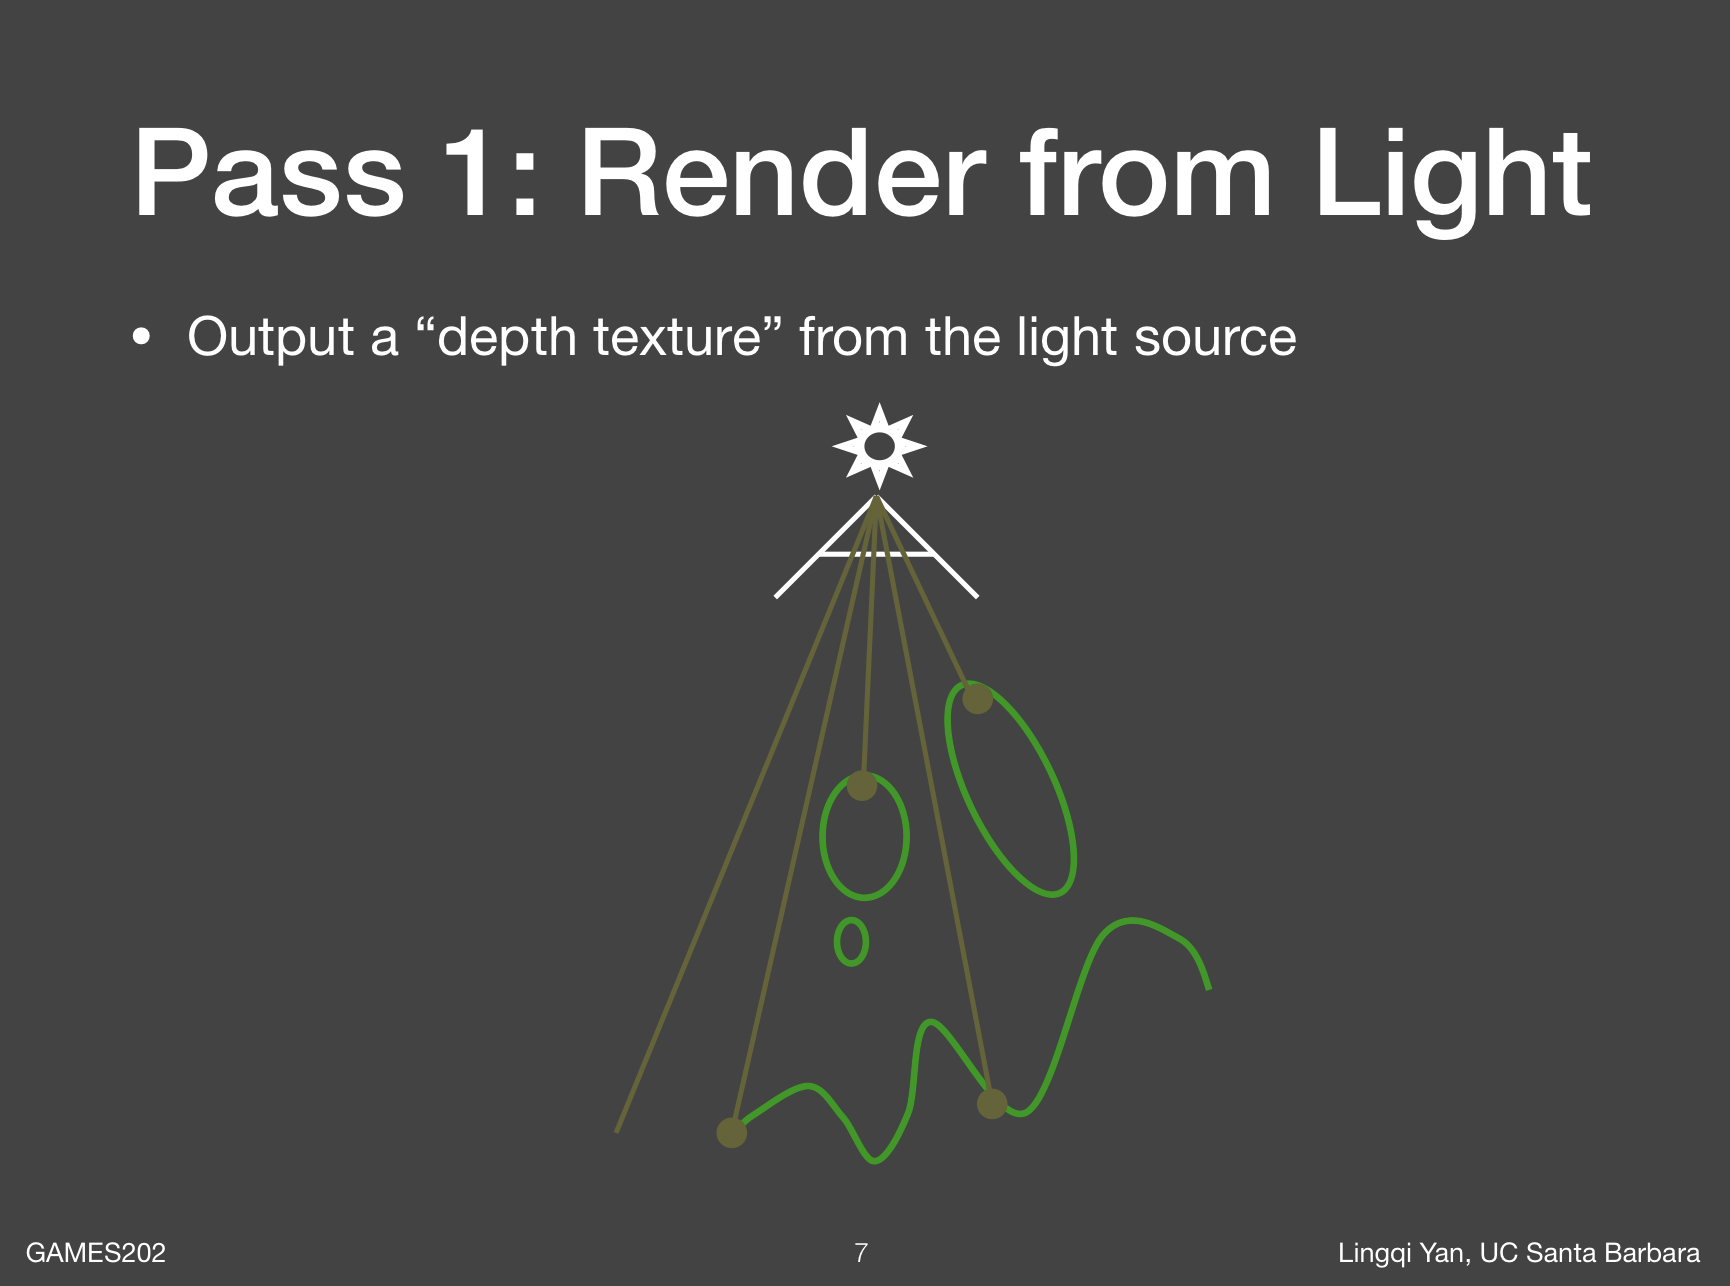 Pass 1: Render from Light
• Output a “depth texture” from the light source
GAMES202
7
Lingqi Yan, UC Santa Barbara